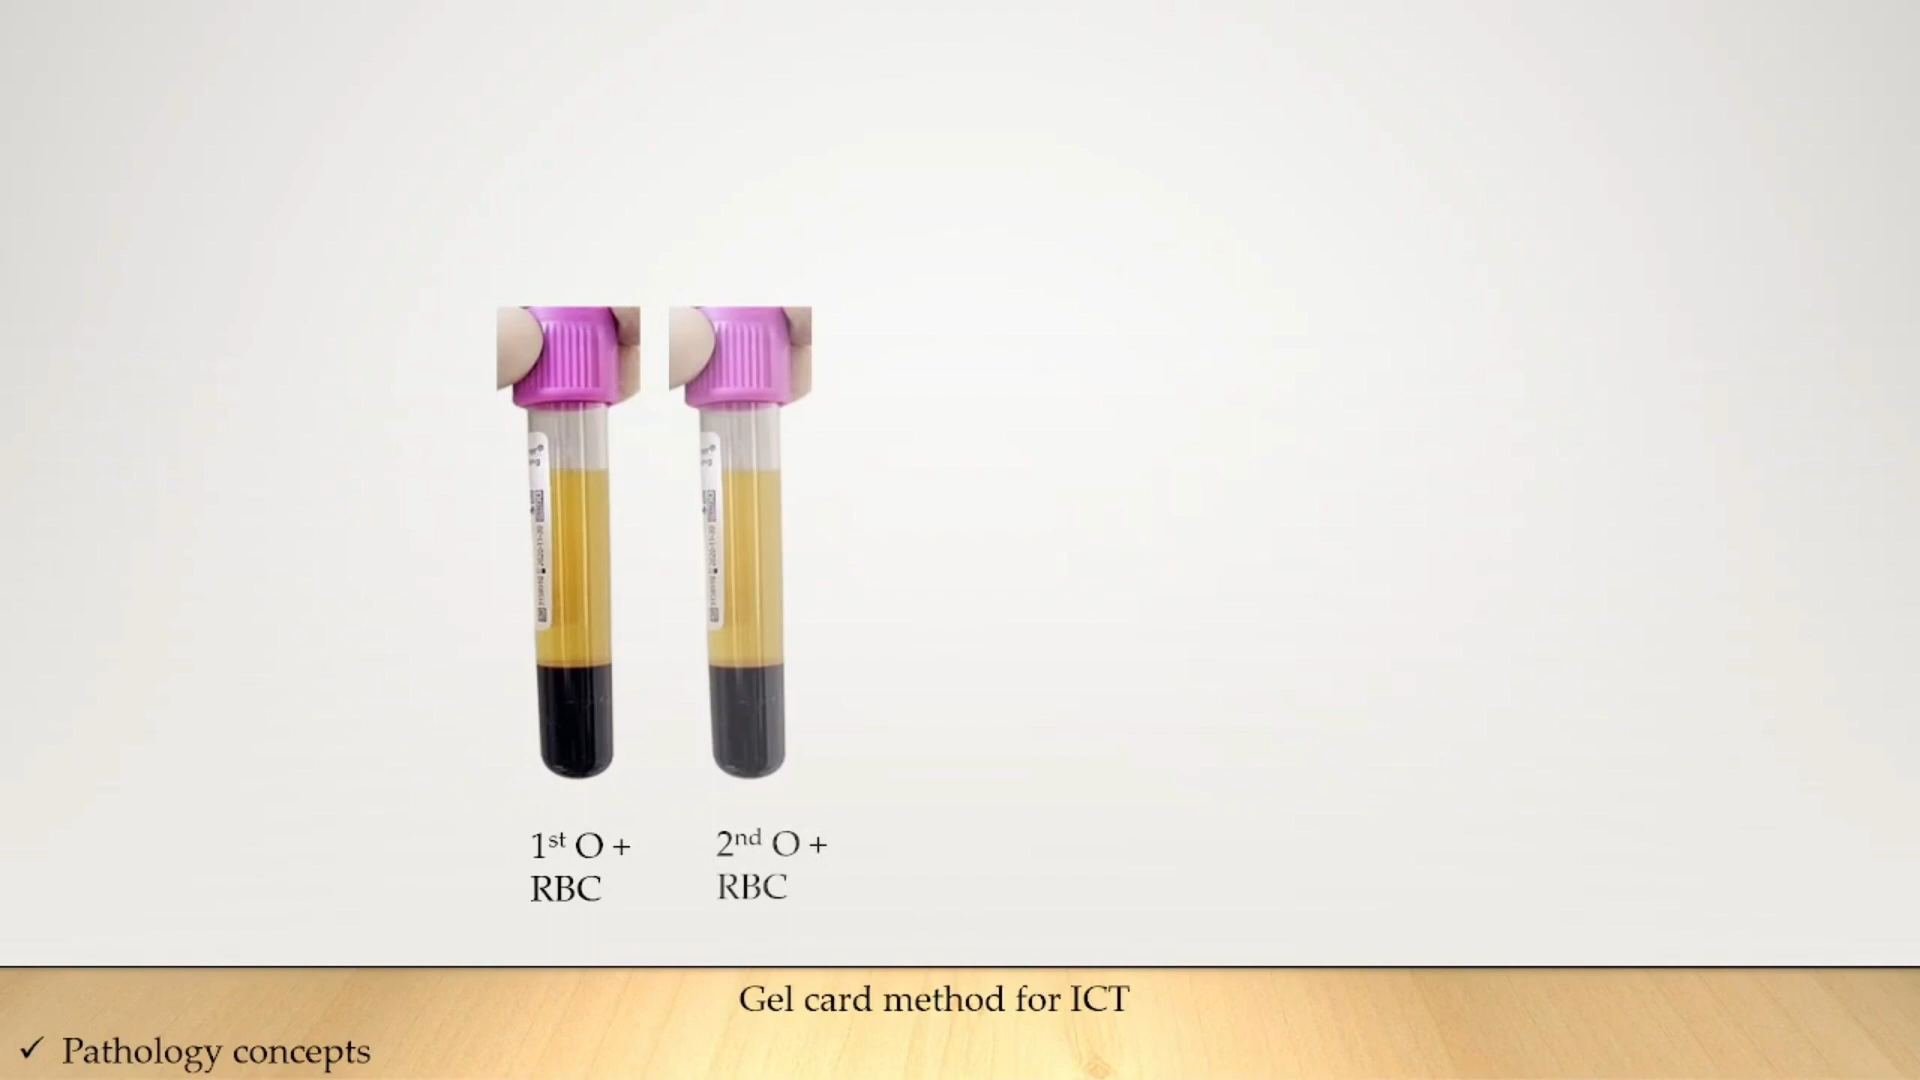 1st O +
RBC
2nd O +
RBC
Gel card method for ICT
✓ Pathology concepts